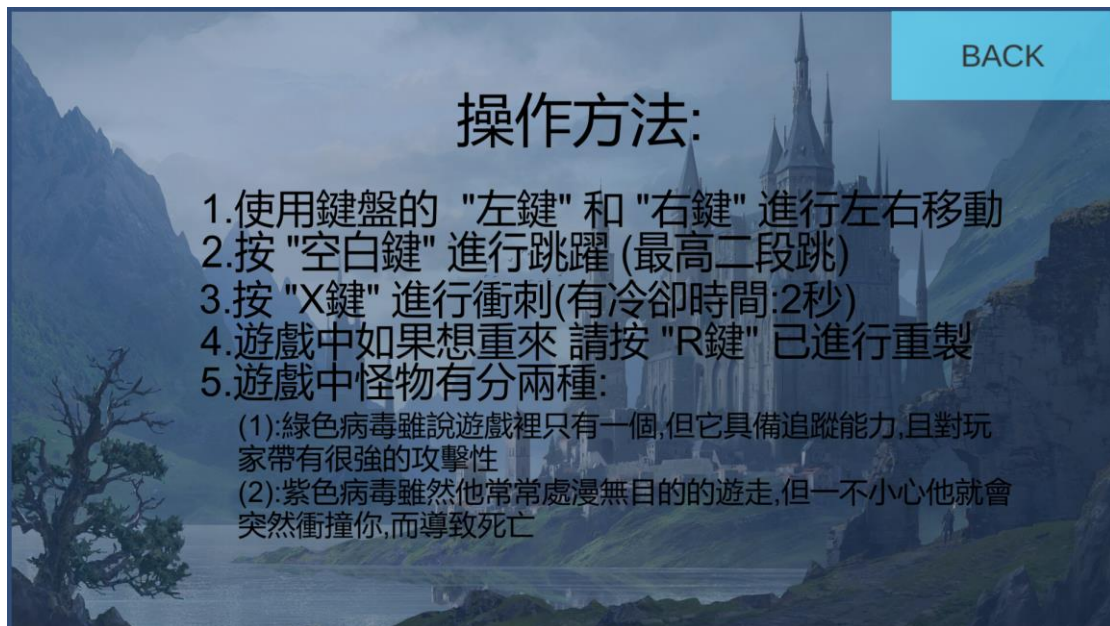 BACK
操作方法:
1.使用鍵盤的 "左鍵" 和 "右鍵" 進行左右移動
2.按 "空白鍵" 進行跳躍 (最高二段跳)
3.按 "X鍵" 進行衝刺(有冷卻時間:2秒)
4.遊戲中如果想重來 請按 "R鍵" 已進行重製
5.遊戲中怪物有分兩種:
(1):綠色病毒雖說遊戲裡只有一個,但它具備追蹤能力,且對玩
家帶有很強的攻擊性
(2):紫色病毒雖然他常常處漫無目的的遊走,但一不小心他就會
突然衝撞你,而導致死亡